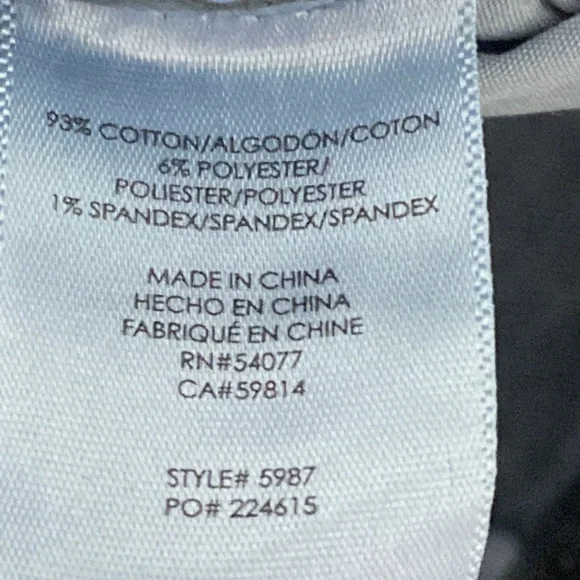 93% COTTON/ALGODÓN/COTON
6% POLYESTER/
POLIESTER/POLYESTER
1% SPANDEX/SPANDEX/SPANDEX
MADE IN CHINA
HECHO EN CHINA
FABRIQUÉ EN CHINE
RN#54077
CA#59814
STYLE# 5987
PO# 224615